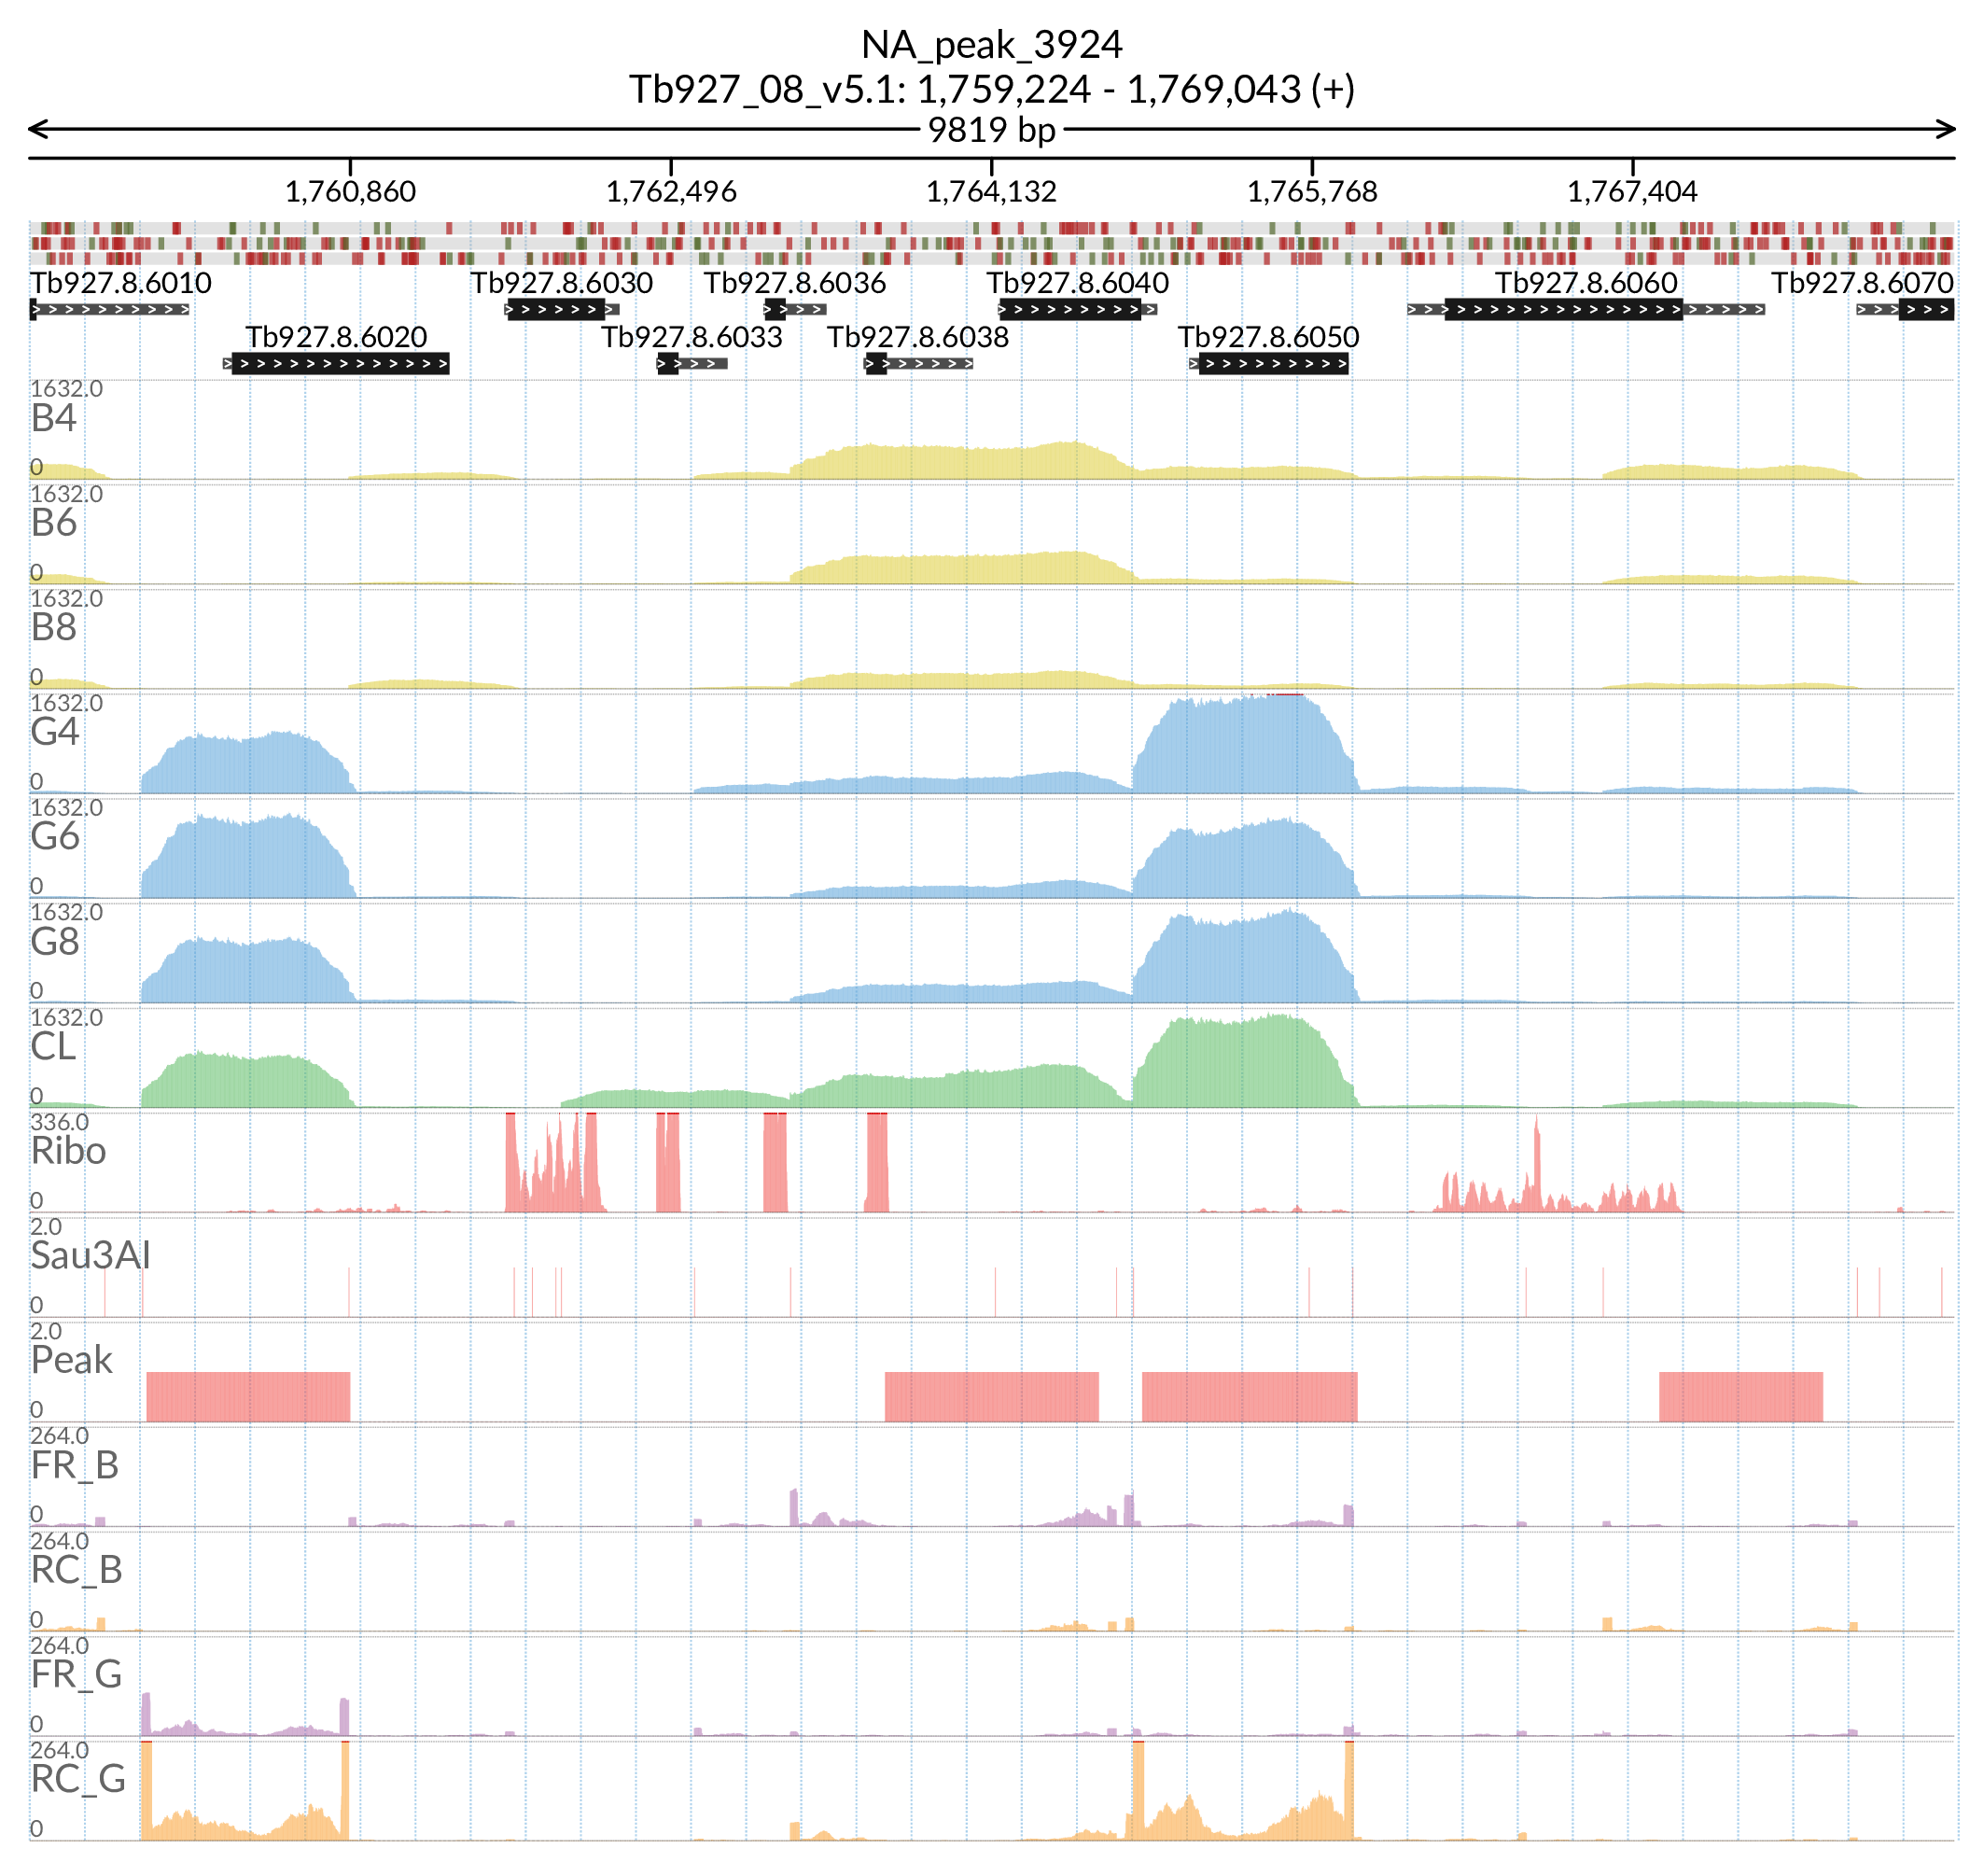 NA_peak_3924
Tb927_08_v5.1: 1,759,224 - 1,769,043 (+)
9819 bp
1,760,860 1,762,496 1,764,132 1,765,768 1,767,404
Tb927.8.6010 Tb927.8.6030 Tb927.8.6036 Tb927.8.6040 Tb927.8.6060 Tb927.8.6070
Tb927.8.6020 Tb927.8.6033 Tb927.8.6038 Tb927.8.6050
1632.0
B4
0
1632.0
B6
0
1632.0
B8
0
1632.0
G4
0
1632.0
G6
0
1632.0
G8
0
1632.0
CL
0
336.0
Ribo
0
2.0
Sau3AI
0
2.0
Peak
0
264.0
FR_B
0
264.0
RC_B
0
264.0
FR_G
0
264.0
RC_G
0